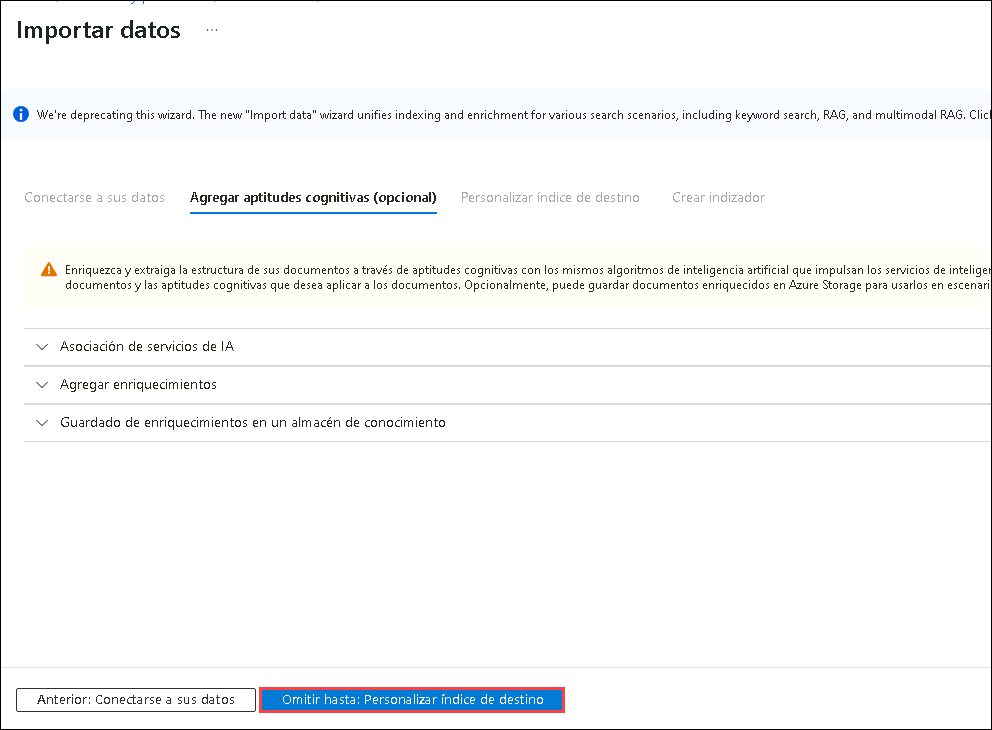 Importar datos ...
We're deprecating this wizard. The new "Import data" wizard unifies indexing and enrichment for various search scenarios, including keyword search, RAG, and multimodal RAG.
Conectarse a sus datos Agregar aptitudes cognitivas (opcional) Personalizar índice de destino Crear indizador
Enriquezca y extraiga la estructura de sus documentos a través de aptitudes cognitivas con los mismos algoritmos de inteligencia artificial que impulsan los servicios de
documentos y las aptitudes cognitivas que desea aplicar a los documentos. Opcionalmente, puede guardar documentos enriquecidos en Azure Storage para usarlos en
Asociación de servicios de IA
Agregar enriquecimientos
Guardado de enriquecimientos en un almacén de conocimiento
Anterior: Conectarse a sus datos Omitir hasta: Personalizar índice de destino